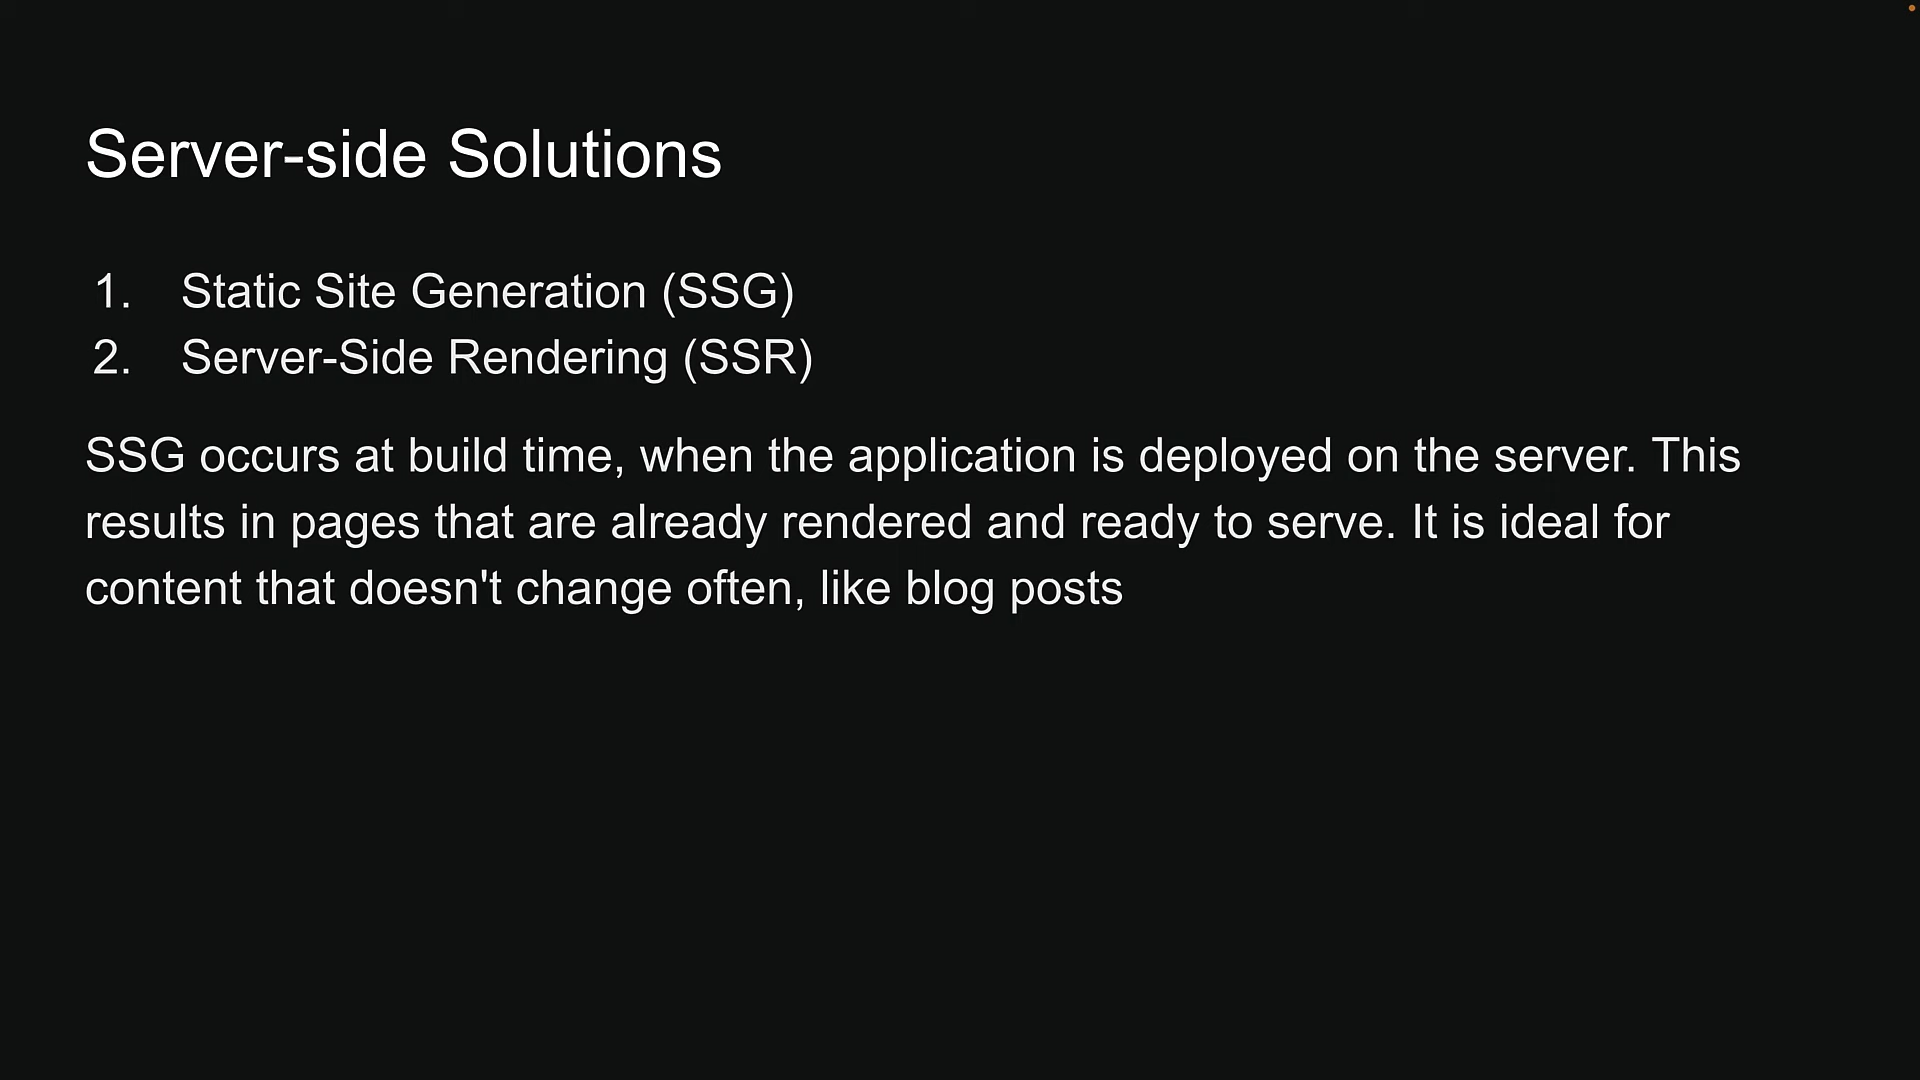 Server-side Solutions
1. Static Site Generation (SSG)
2. Server-Side Rendering (SSR)
SSG occurs at build time, when the application is deployed on the server. This
results in pages that are already rendered and ready to serve. It is ideal for
content that doesn't change often, like blog posts